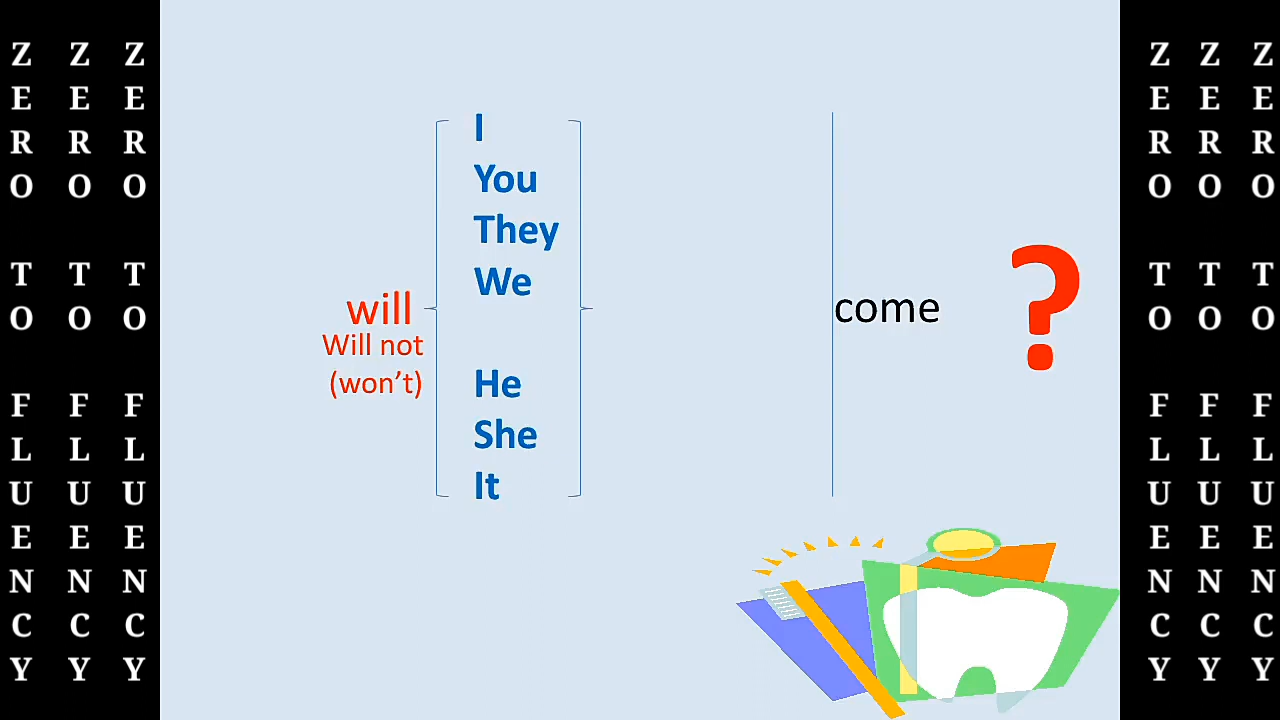 ZERO TO FLUENCY
ZERO TO FLUENCY
ZERO TO FLUENCY
I
You
They
We
will
Will not
(won’t)
He
She
It
come
?
ZERO TO FLUENCY
ZERO TO FLUENCY
ZERO TO FLUENCY